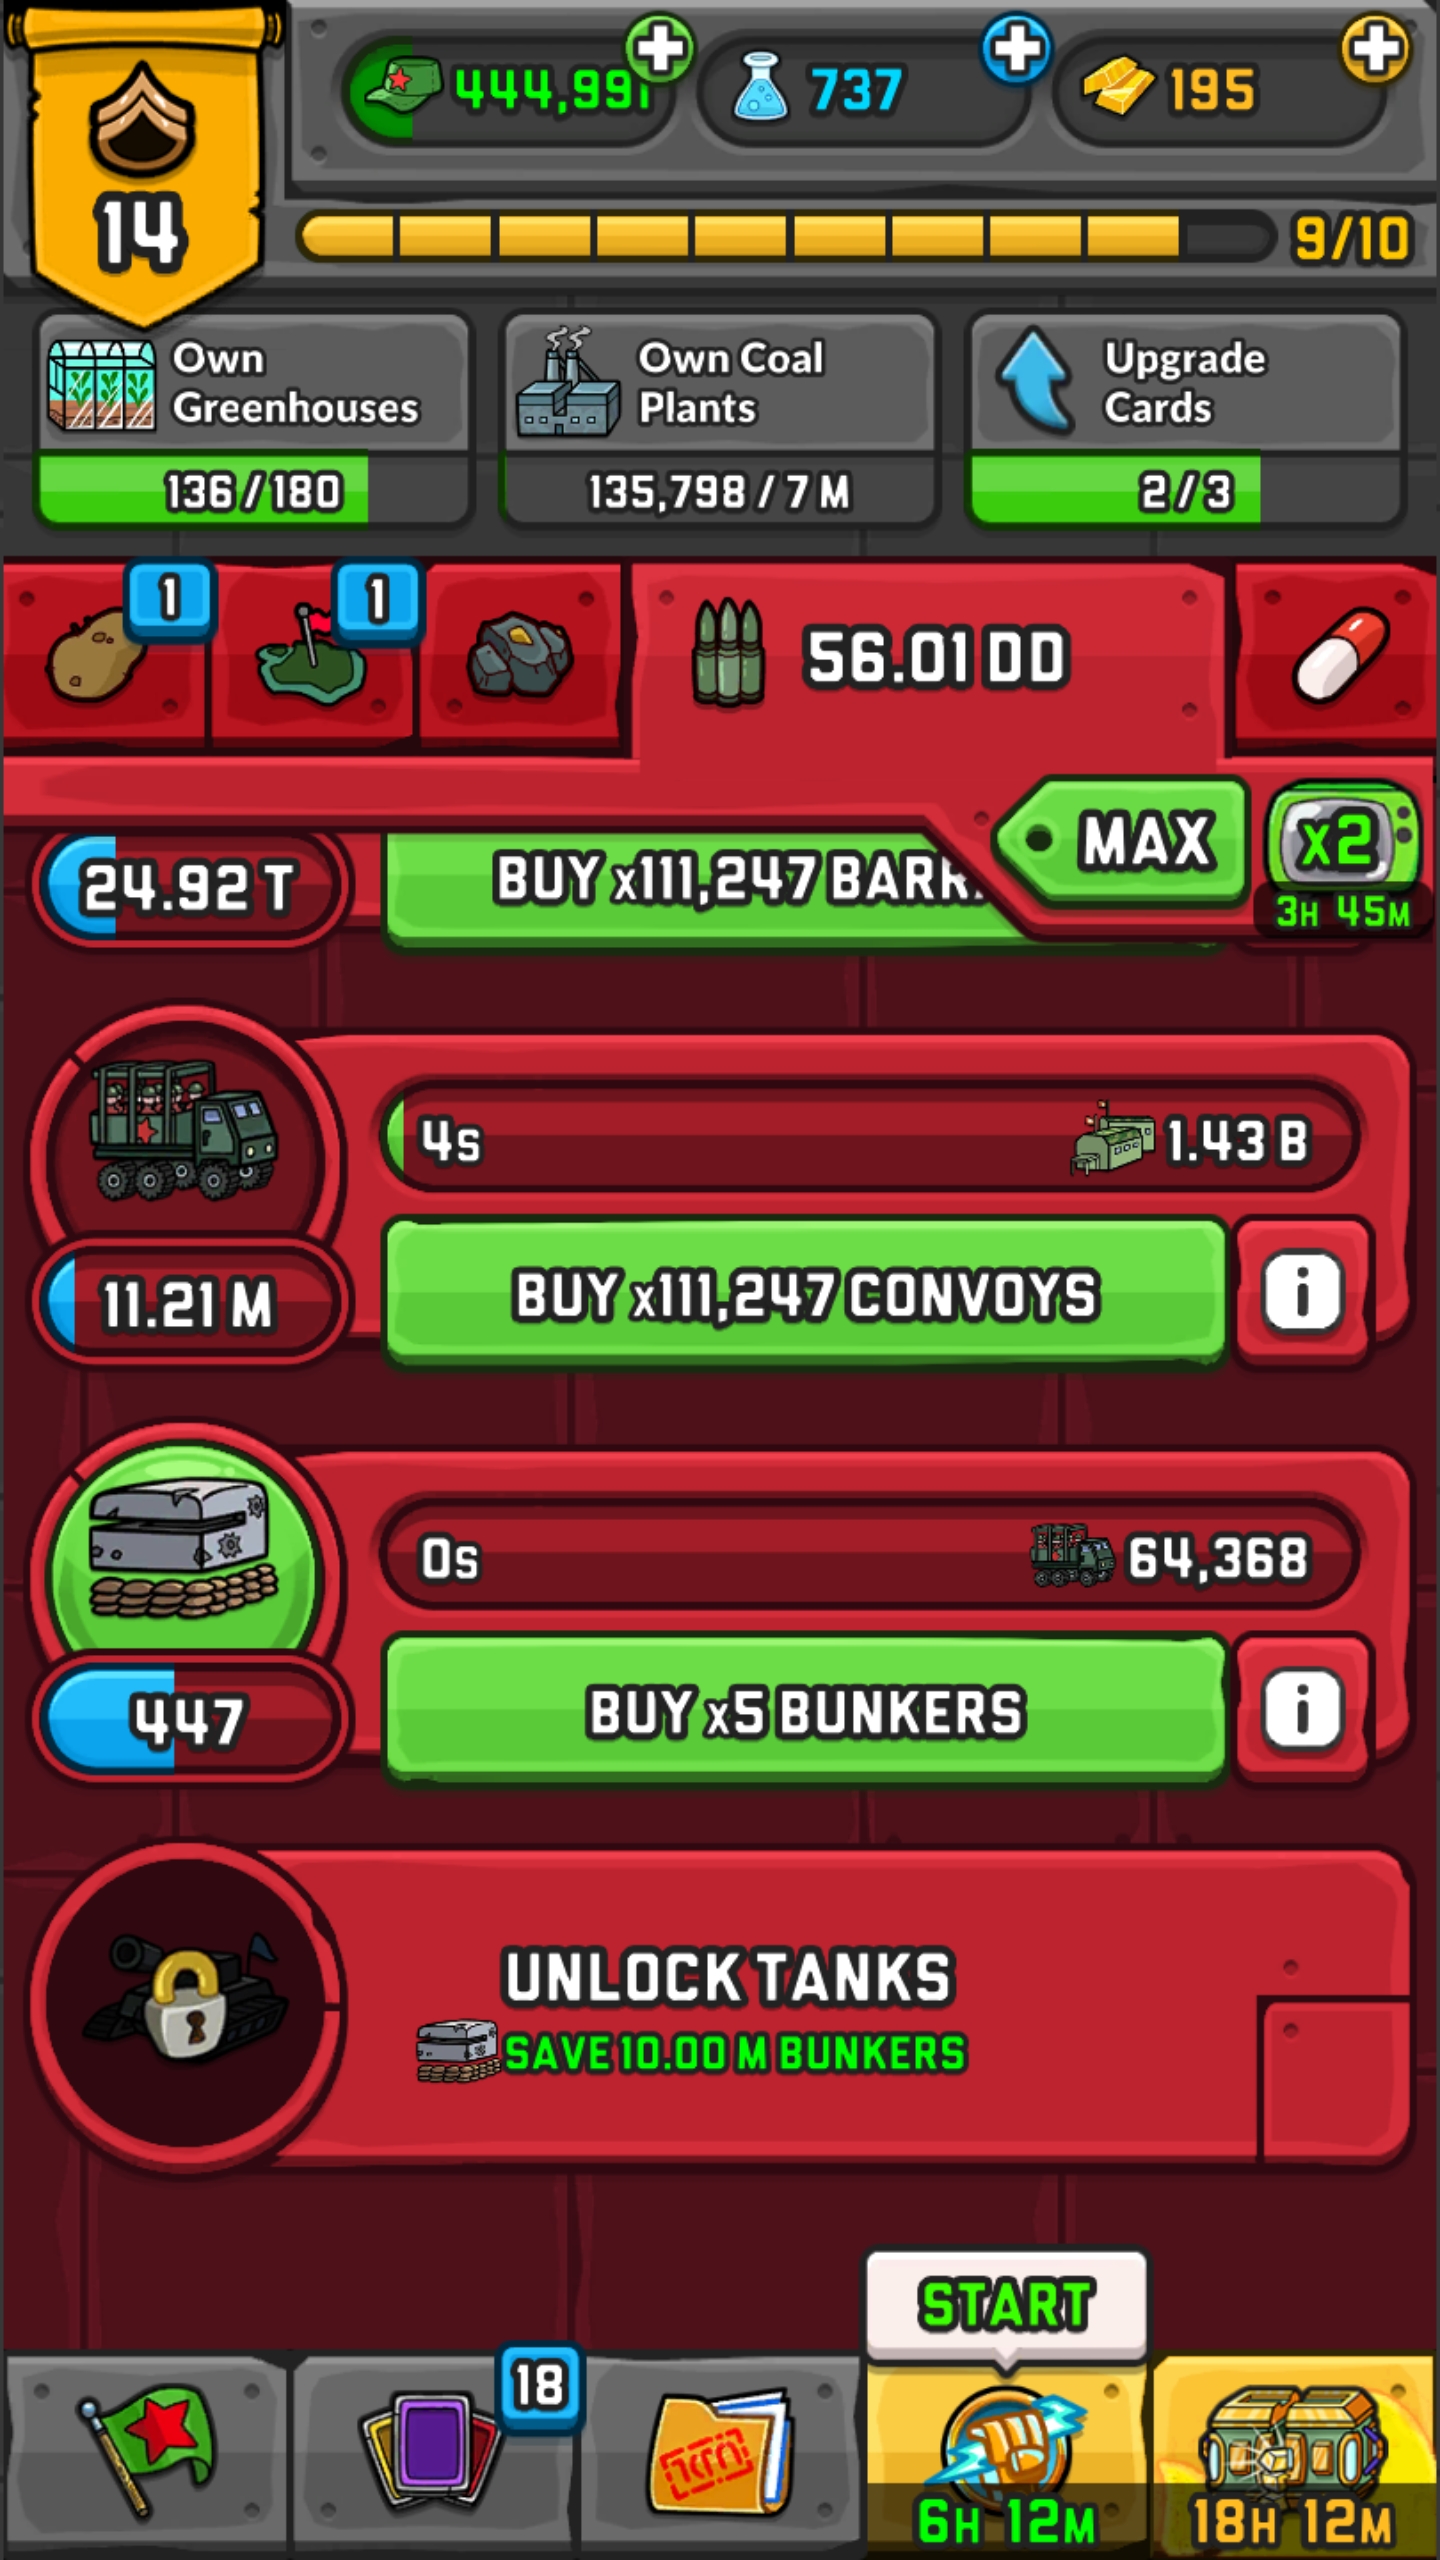 444,991
737
195
14
9/10
Own
Greenhouses
136/180
Own Coal
Plants
135,798/7 M
Upgrade
Cards
2/3
1
1
56.01 DD
MAX
x2
3H 45M
24.92 T
BUY x111,247
4s
1.43 B
11.21 M
BUY x111,247 CONVOYS
i
0s
64,368
447
BUY x5 BUNKERS
i
UNLOCK TANKS
SAVE 10.00 M BUNKERS
START
18
6H 12M
18H 12M